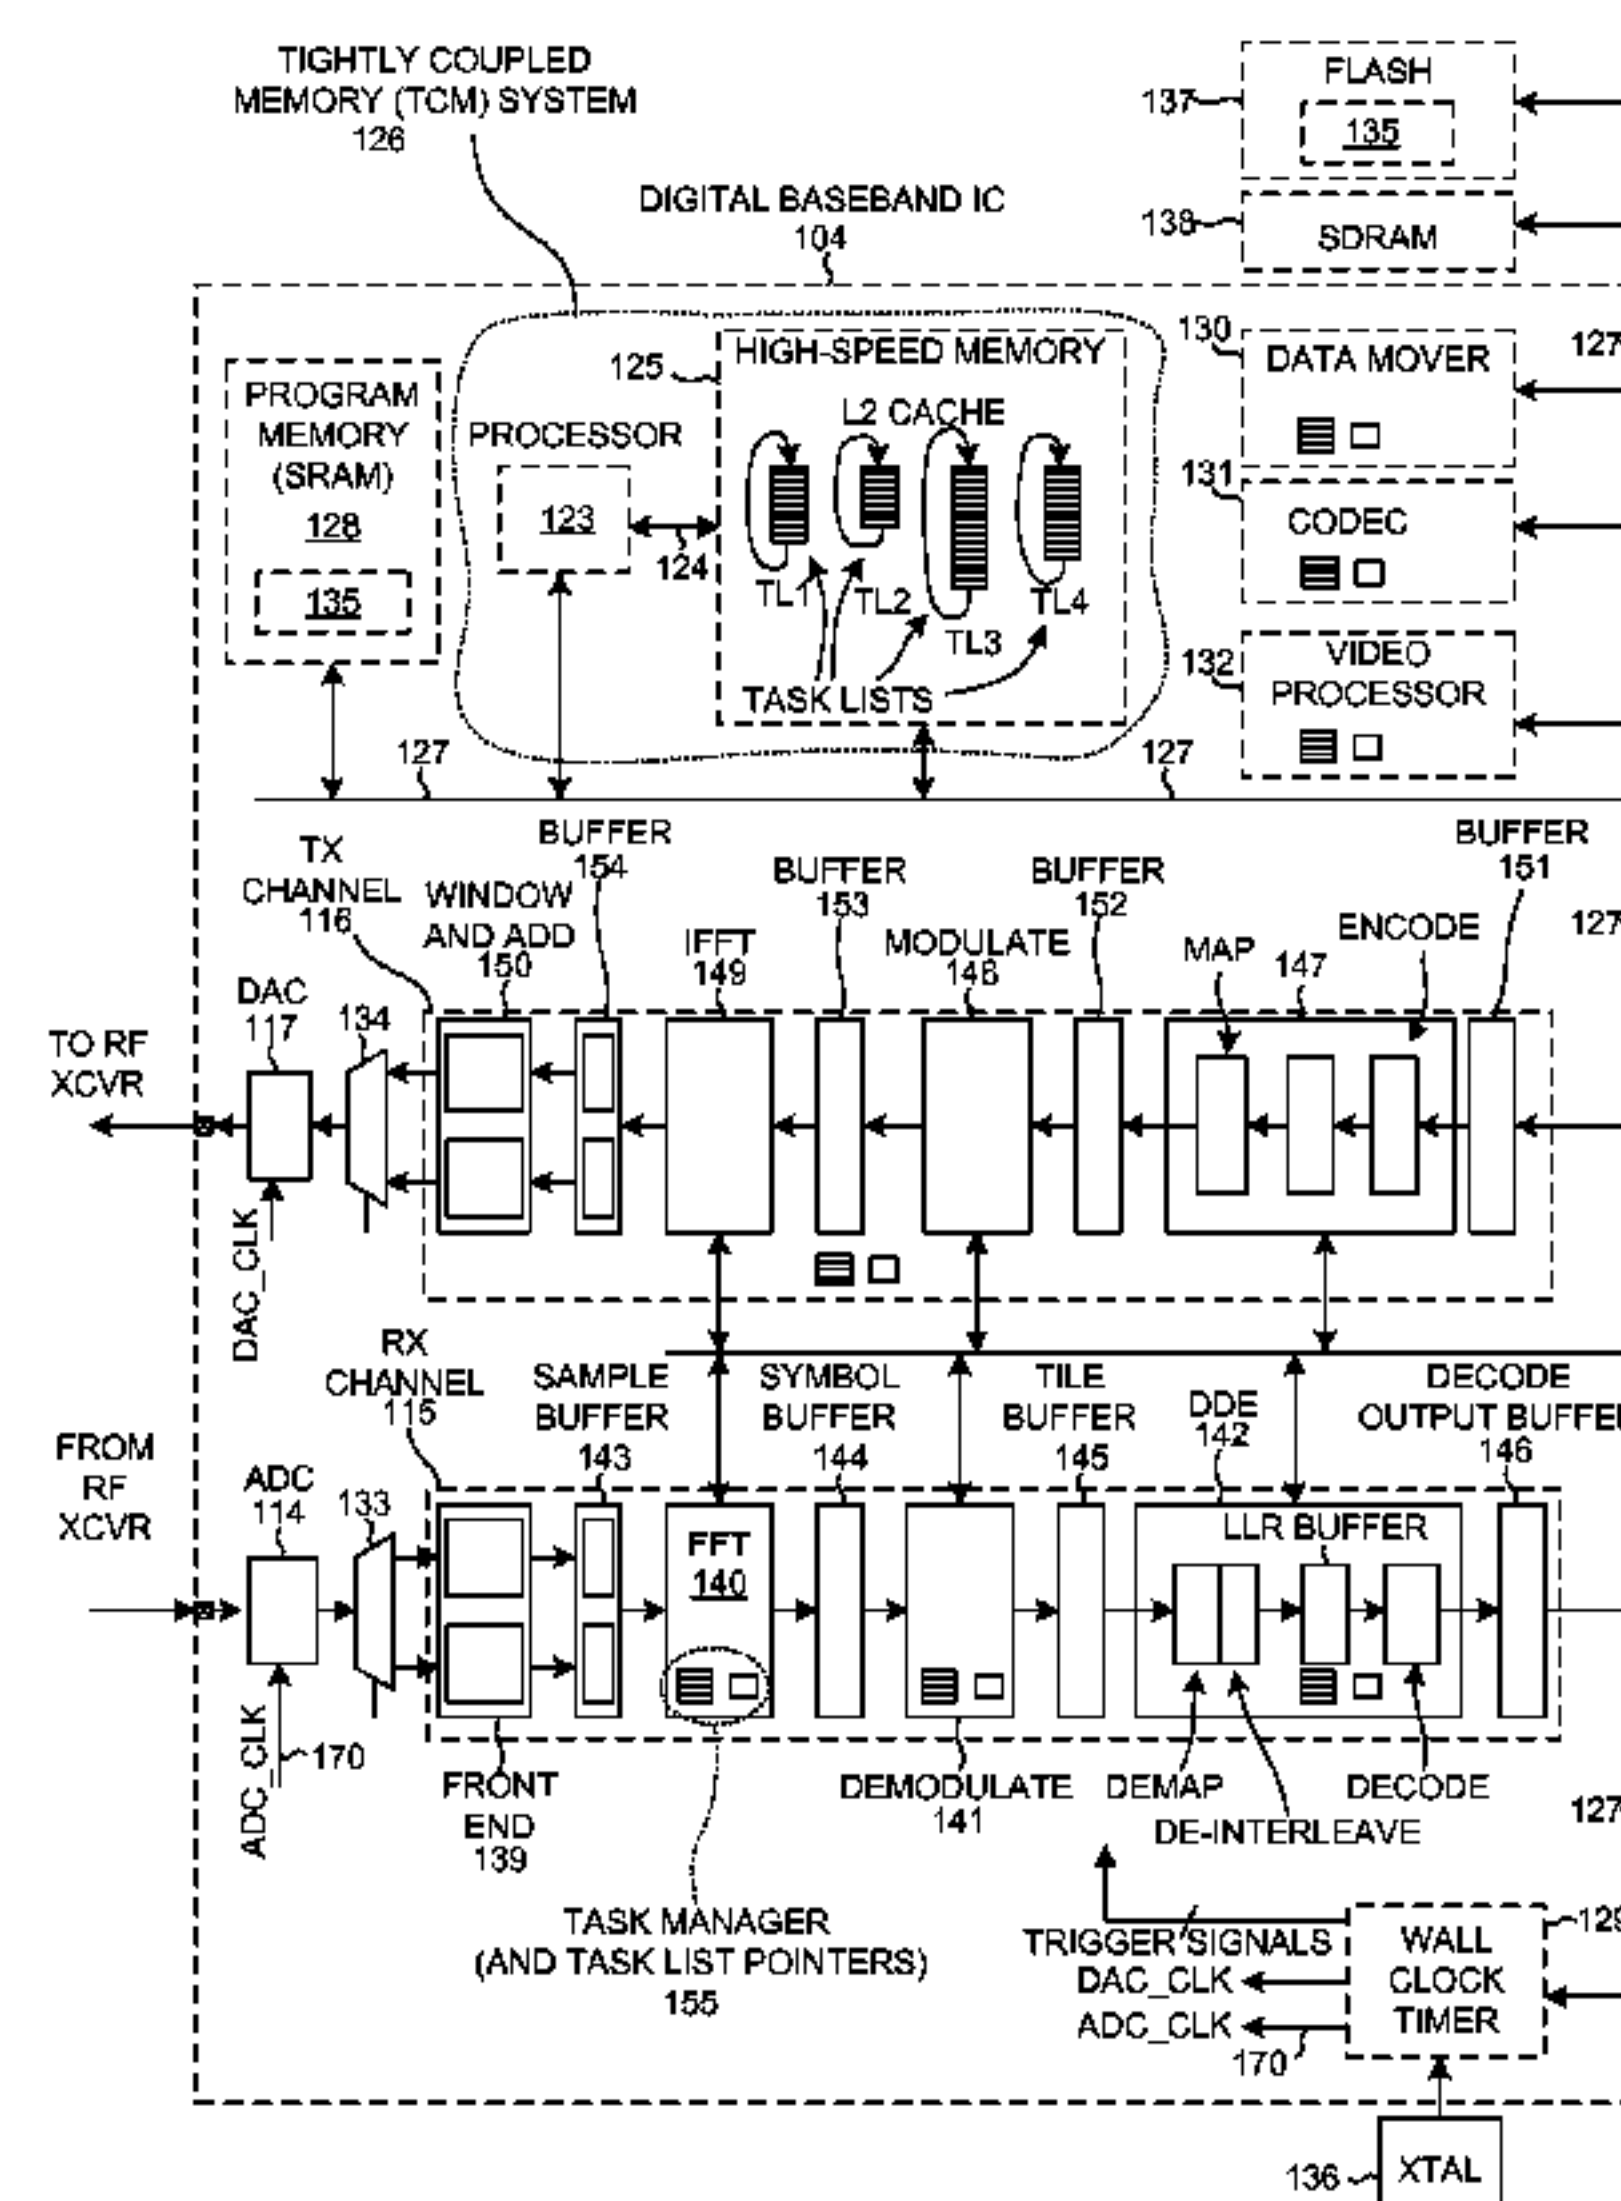 TIGHTLY COUPLED
MEMORY (TCM) SYSTEM
126
DIGITAL BASEBAND IC
104
137
FLASH
135
138
SDRAM
125
HIGH-SPEED MEMORY
L2 CACHE
PROGRAM
MEMORY
(SRAM)
128
135
PROCESSOR
123
124
TL1
TL2
TL3
TL4
TASK LISTS
130
DATA MOVER
127
131
CODEC
132
VIDEO
PROCESSOR
127
127
TX
CHANNEL
116
WINDOW
AND ADD
150
BUFFER
154
IFFT
149
BUFFER
153
MODULATE
148
BUFFER
152
MAP
147
ENCODE
BUFFER
151
127
DAC
117
134
TO RF
XCVR
DAC_CLK
RX
CHANNEL
115
SAMPLE
BUFFER
143
SYMBOL
BUFFER
144
TILE
BUFFER
145
DDE
142
DECODE
OUTPUT BUFFER
146
FROM
RF
XCVR
ADC
114
133
FFT
140
LLR BUFFER
ADC_CLK
170
FRONT
END
139
DEMODULATE
141
DEMAP
DE-INTERLEAVE
DECODE
127
TASK MANAGER
(AND TASK LIST POINTERS)
155
TRIGGER SIGNALS
DAC_CLK
ADC_CLK
170
WALL
CLOCK
TIMER
129
136
XTAL